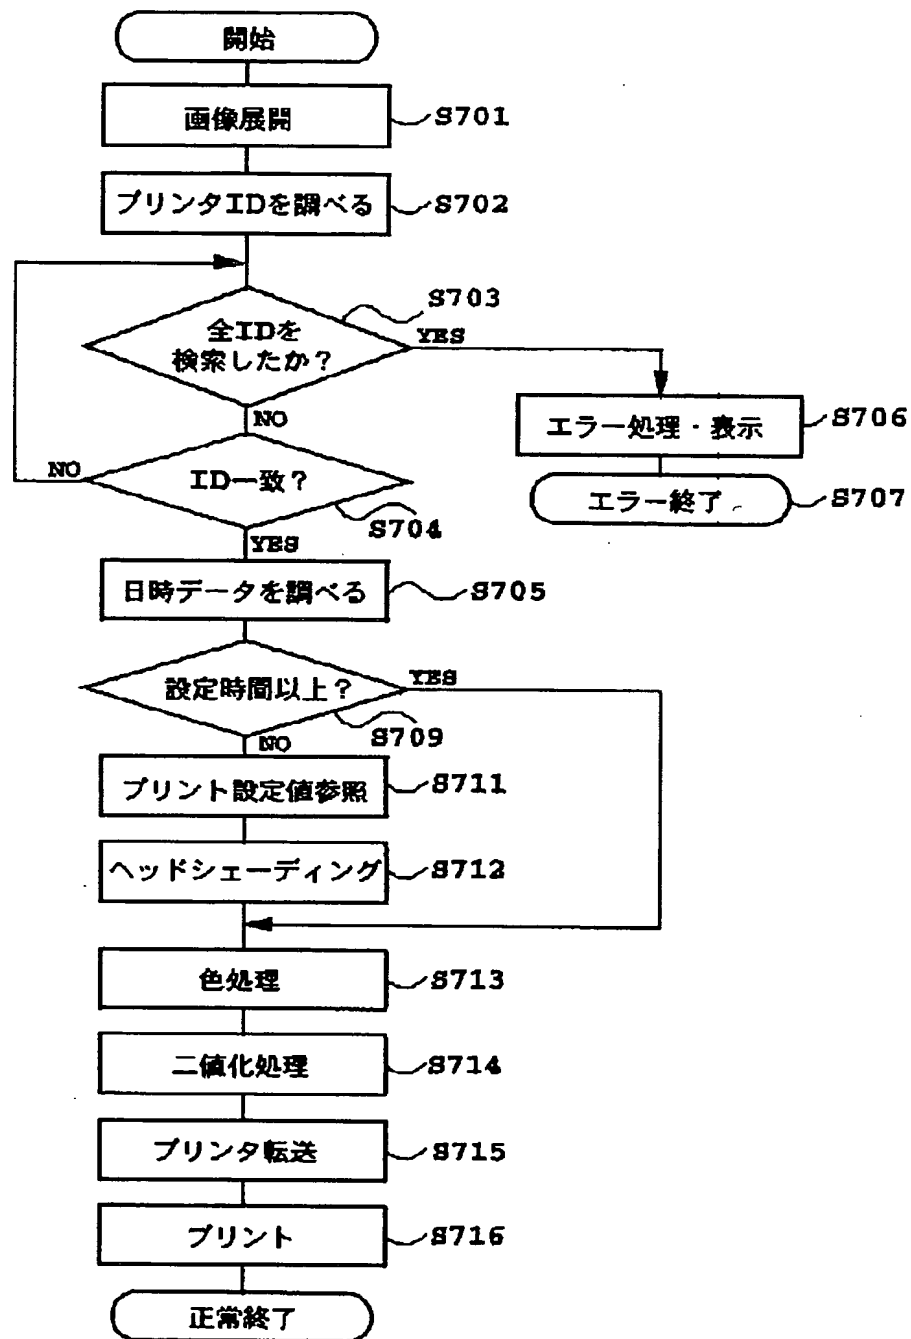 開始
画像展開
S701
プリンタIDを調べる
S702
S703
全IDを
検索したか？
YES
NO
エラー処理・表示
S706
NO
ID一致？
エラー終了
S707
S704
YES
日時データを調べる
S705
設定時間以上？
YES
S709
NO
プリント設定値参照
S711
ヘッドシェーディング
S712
色処理
S713
二値化処理
S714
プリンタ転送
S715
プリント
S716
正常終了